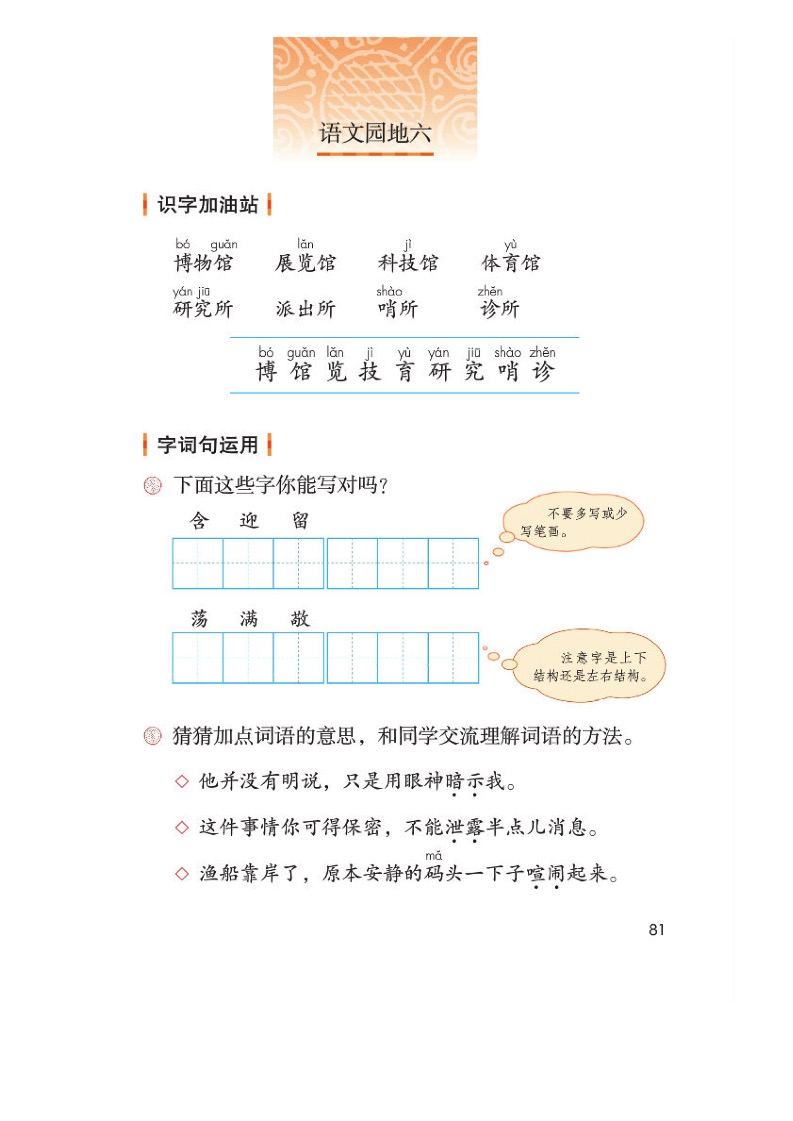 语文园地六
识字加油站
bó guǎn lǎn jì yù
博物馆 展览馆 科技馆 体育馆
yán jiū shào zhěn
研究所 派出所 哨所 诊所
bó guǎn lǎn jì yù yán jiū shào zhěn
博 馆 览 技 育 研 究 哨 诊
字词句运用
下面这些字你能写对吗？
含 迎 留
不要多写或少
写笔画。
荡 满 敬
注意字是上下
结构还是左右结构。
猜猜加点词语的意思，和同学交流理解词语的方法。
◇ 他并没有明说，只是用眼神暗示我。
◇ 这件事情你可得保密，不能泄露半点儿消息。
mǎ
◇ 渔船靠岸了，原本安静的码头一下子喧闹起来。
81